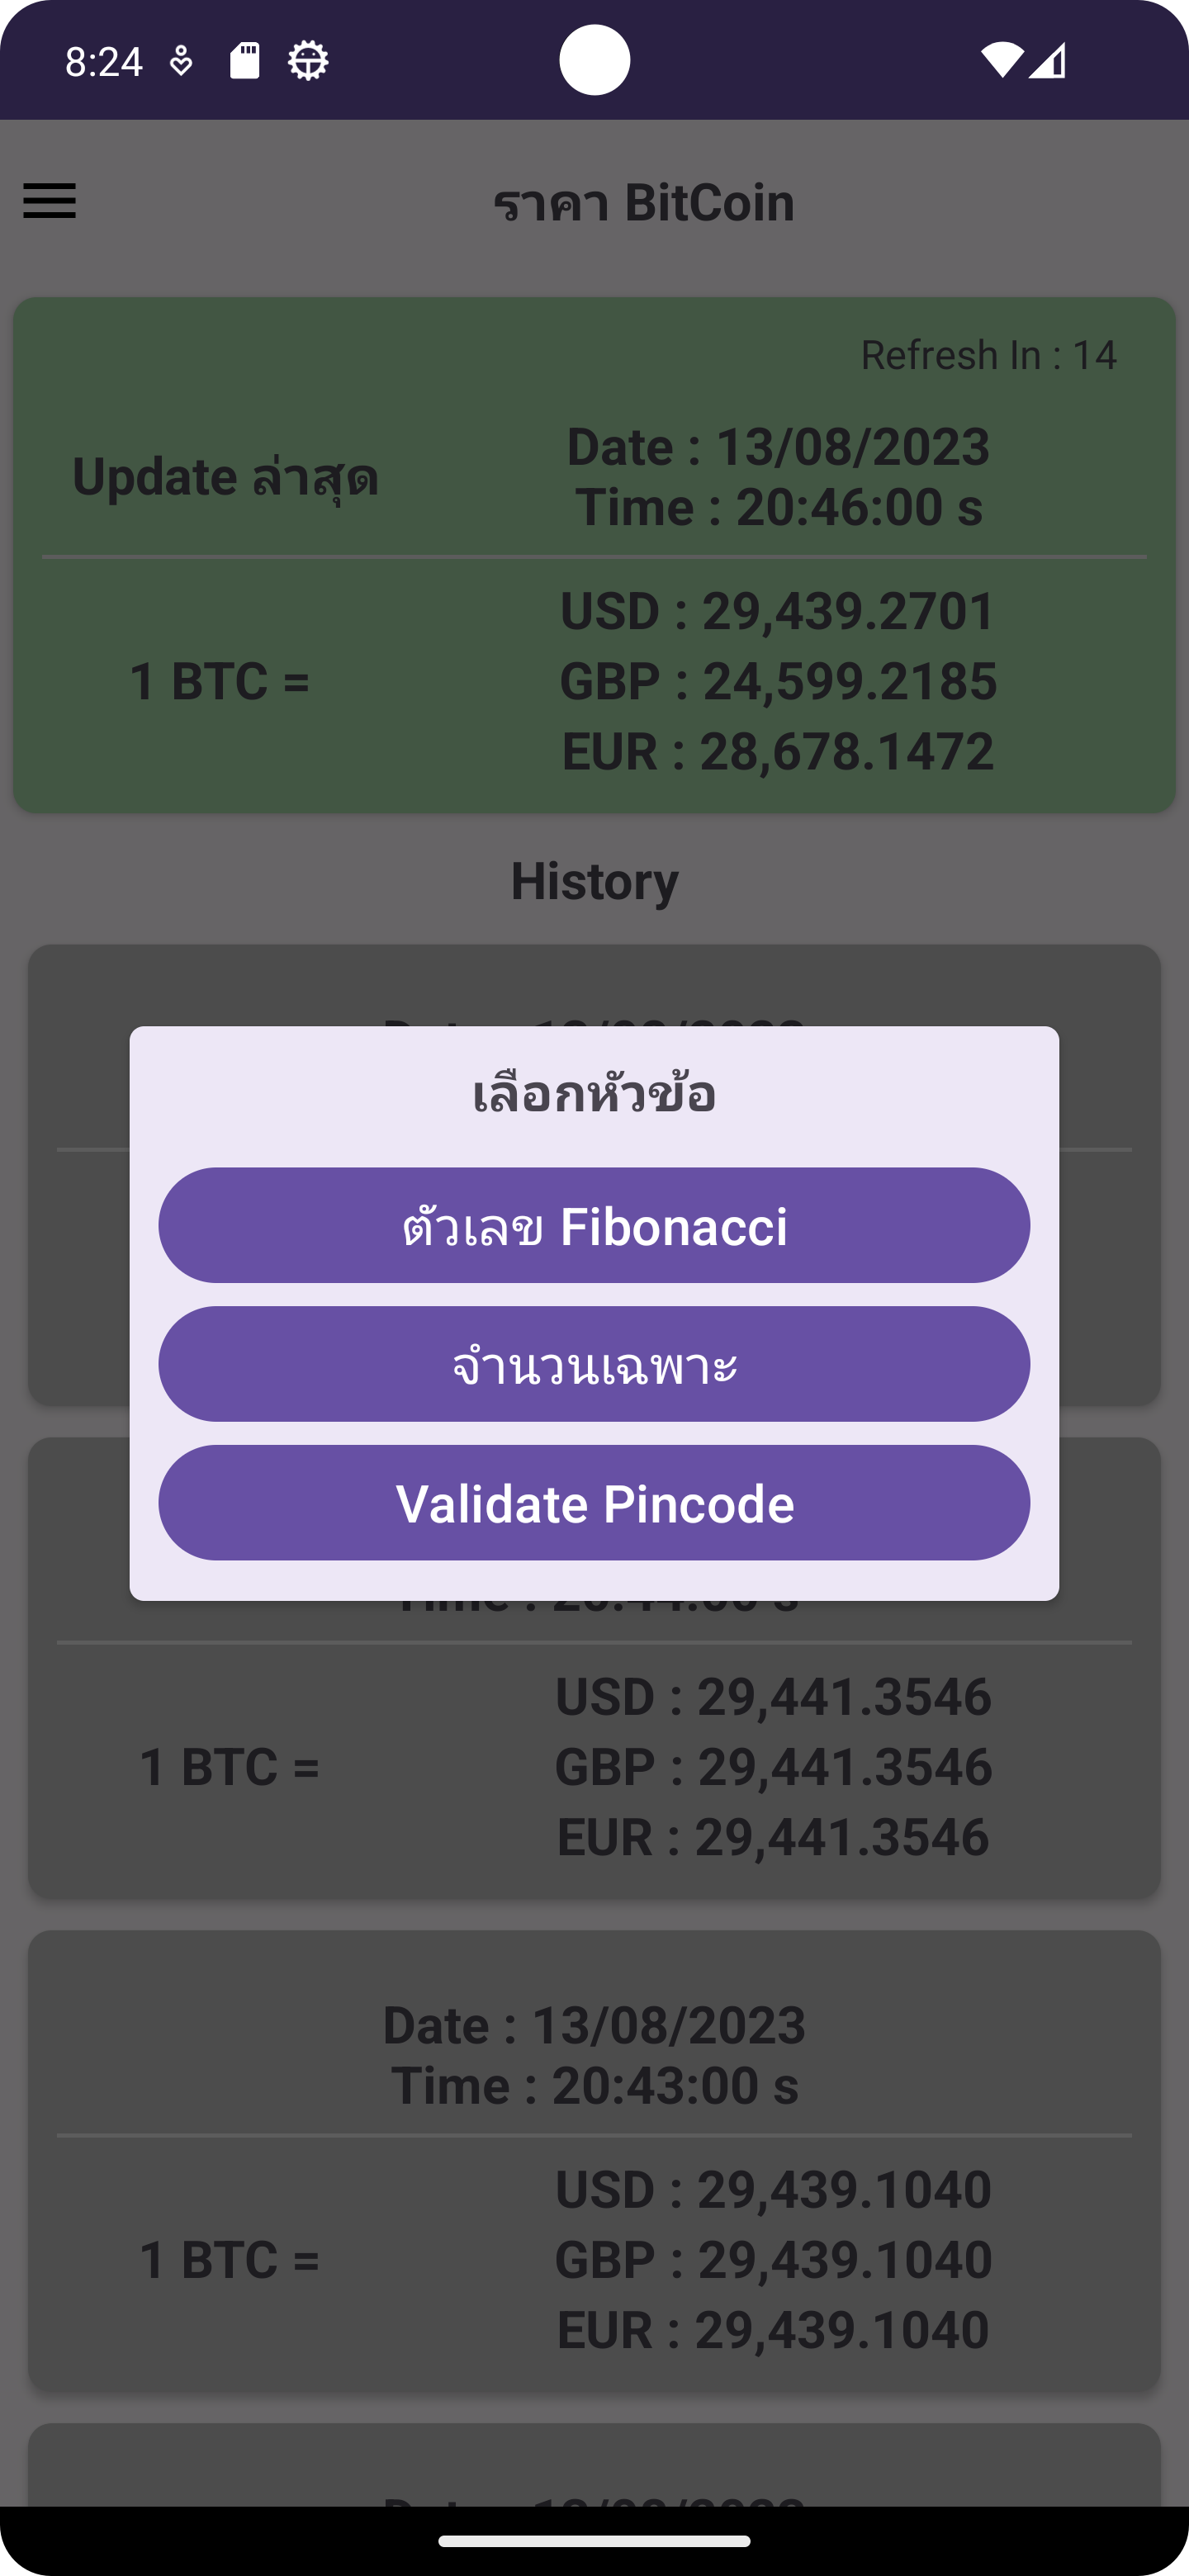 8:24
ราคา BitCoin
Refresh In : 14
Update ล่าสุด
Date : 13/08/2023
Time : 20:46:00 s
1 BTC =
USD : 29,439.2701
GBP : 24,599.2185
EUR : 28,678.1472
History
เลือกหัวข้อ
ตัวเลข Fibonacci
จำนวนเฉพาะ
Validate Pincode
1 BTC =
USD : 29,441.3546
GBP : 29,441.3546
EUR : 29,441.3546
Date : 13/08/2023
Time : 20:43:00 s
1 BTC =
USD : 29,439.1040
GBP : 29,439.1040
EUR : 29,439.1040